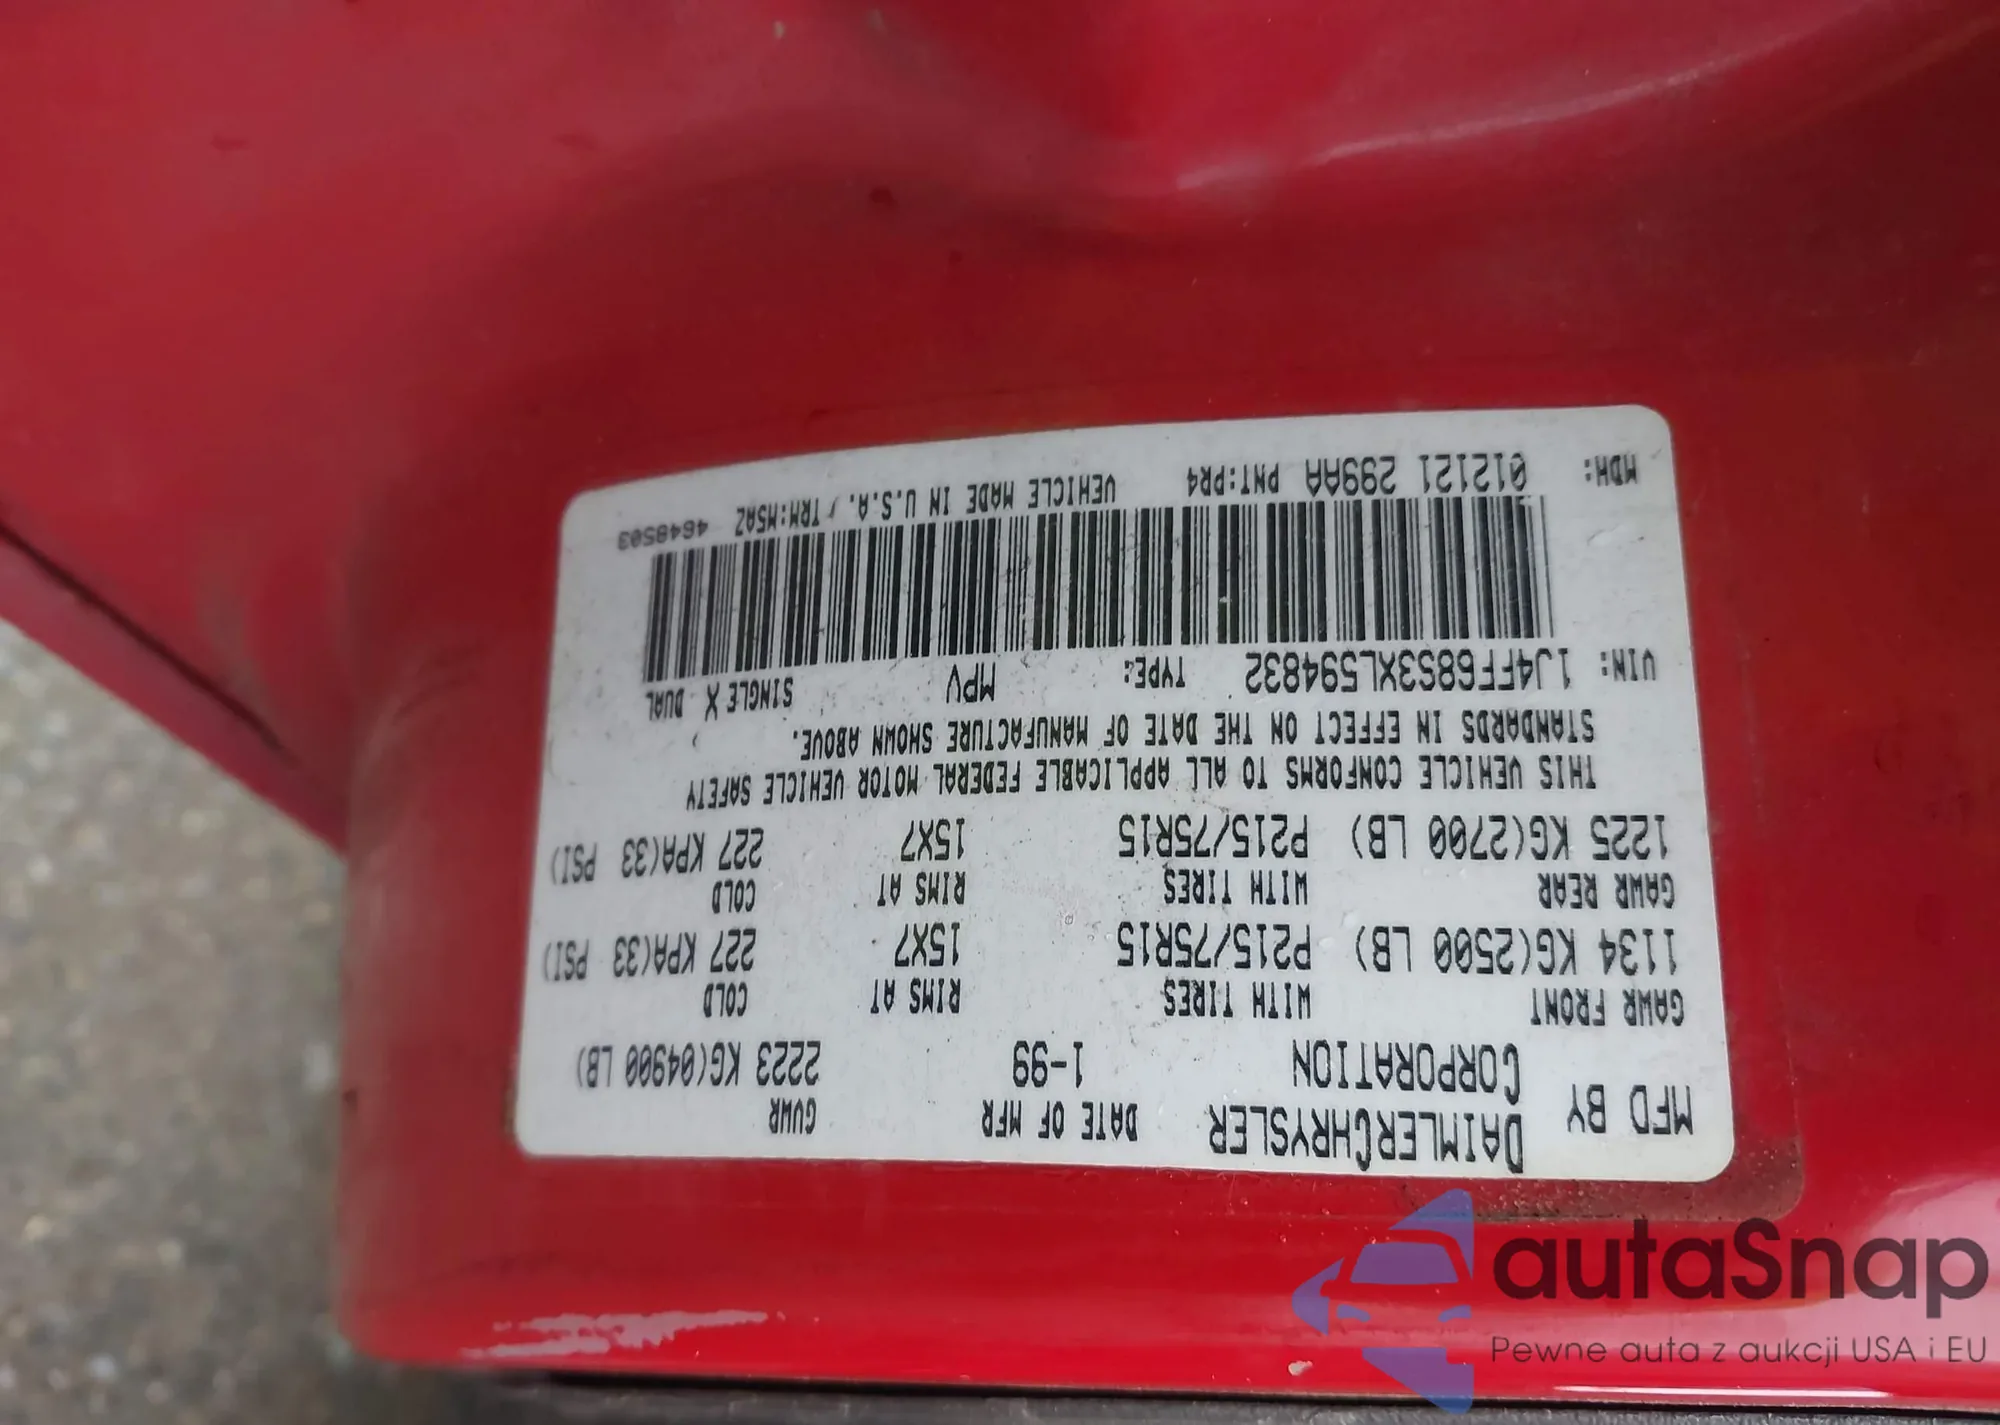 MFD BY DAIMLERCHRYSLER CORPORATION
DATE OF MFR 1-99
GVWR 2223 KG(04900 LB)
GAWR FRONT WITH TIRES RIMS AT COLD
1134 KG(2500 LB) P215/75R15 15X7 227 KPA(33 PSI)
GAWR REAR WITH TIRES RIMS AT COLD
1225 KG(2700 LB) P215/75R15 15X7 227 KPA(33 PSI)
THIS VEHICLE CONFORMS TO ALL APPLICABLE FEDERAL MOTOR VEHICLE SAFETY
STANDARDS IN EFFECT ON THE DATE OF MANUFACTURE SHOWN ABOVE.
VIN: 1J4FF68S3XL594832 TYPE: MPV SINGLE X DUAL
MDH: 012121 299AA PNT:PR4 VEHICLE MADE IN U.S.A. TRM:M5AZ 4648503
autaSnap
Pewne auta z aukcji USA i EU